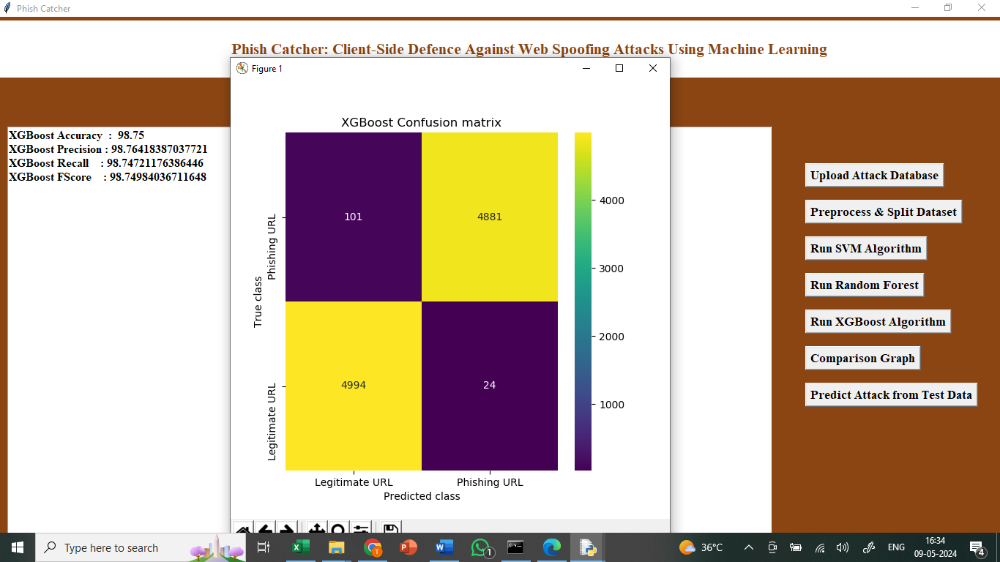 Phish Catcher
Phish Catcher: Client-Side Defence Against Web Spoofing Attacks Using Machine Learning
Figure 1
XGBoost Accuracy  :  98.75
XGBoost Precision : 98.76418387037721
XGBoost Recall    : 98.74721176386446
XGBoost FScore    : 98.74984036711648
XGBoost Confusion matrix
True class
Phishing URL
Legitimate URL
101
4881
4994
24
4000
3000
2000
1000
Legitimate URL
Phishing URL
Predicted class
Upload Attack Database
Preprocess & Split Dataset
Run SVM Algorithm
Run Random Forest
Run XGBoost Algorithm
Comparison Graph
Predict Attack from Test Data
Type here to search
T
1
36°C
ENG
16:34
09-05-2024
4